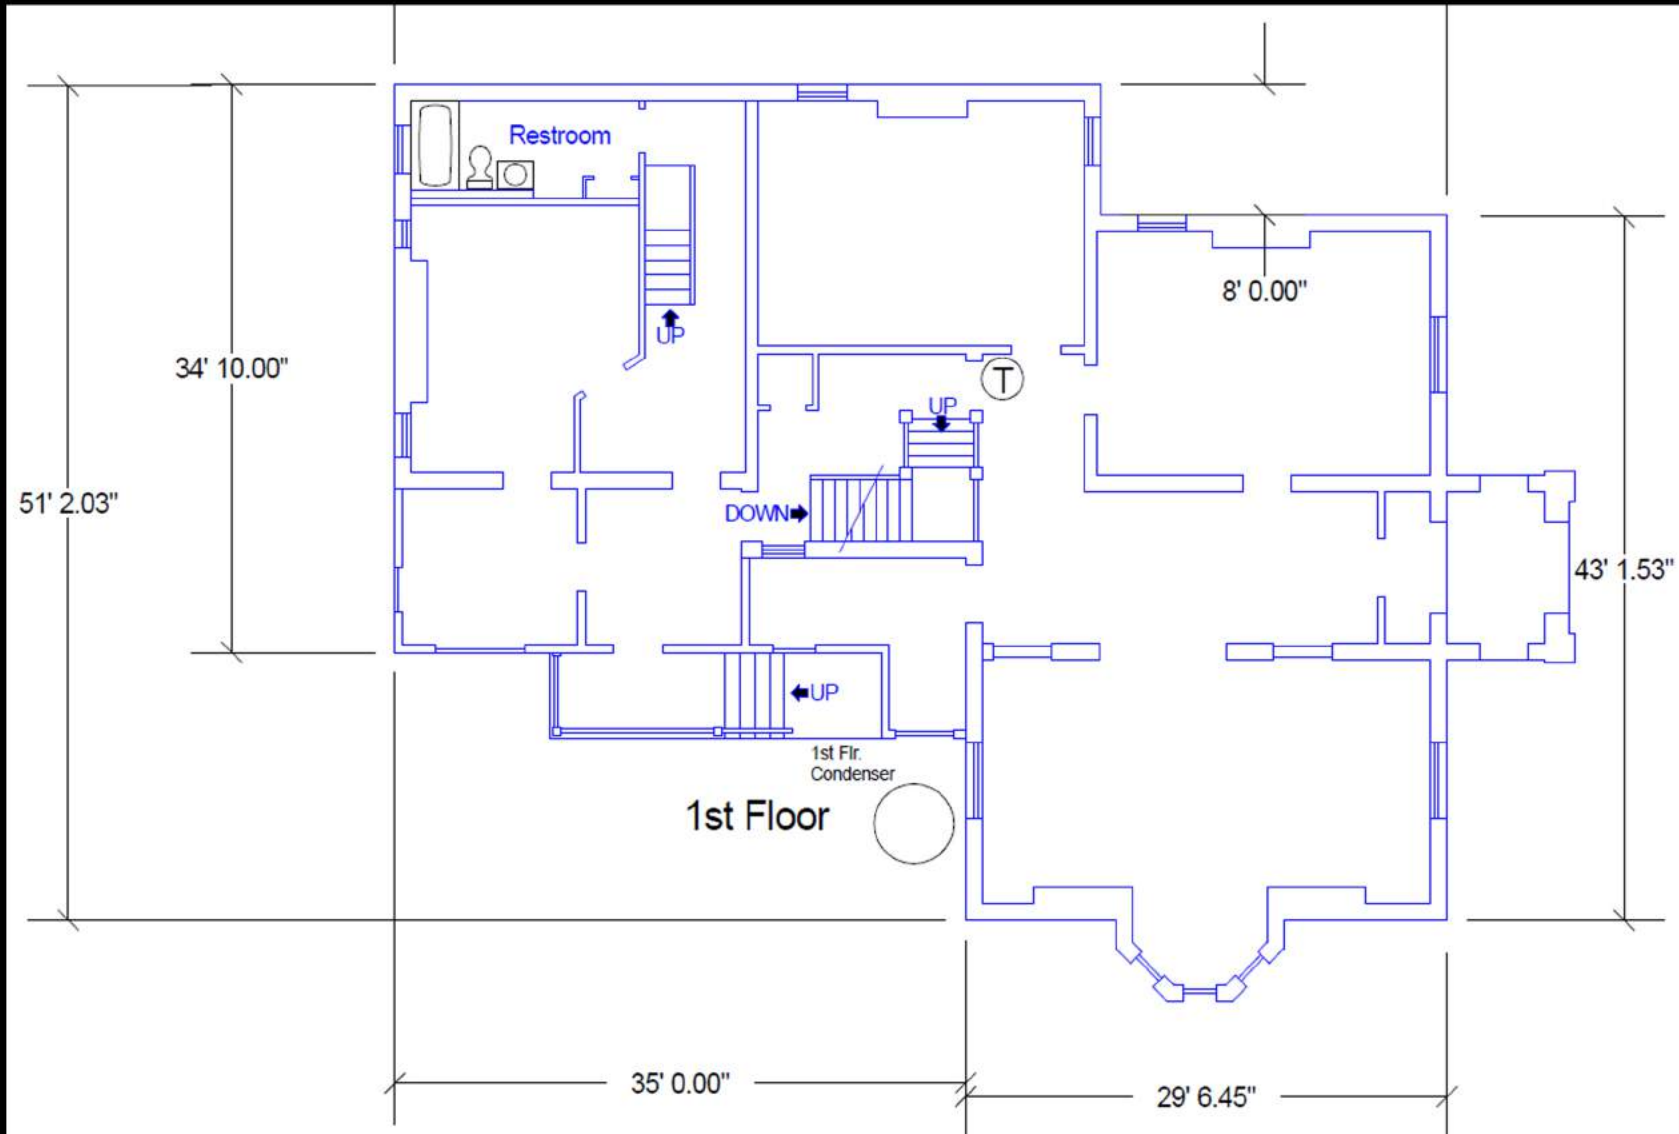 Restroom
8' 0.00"
UP
34' 10.00"
T
UP
51' 2.03"
DOWN
43' 1.53"
UP
1st Flr.
Condenser
1st Floor
35' 0.00"
29' 6.45"